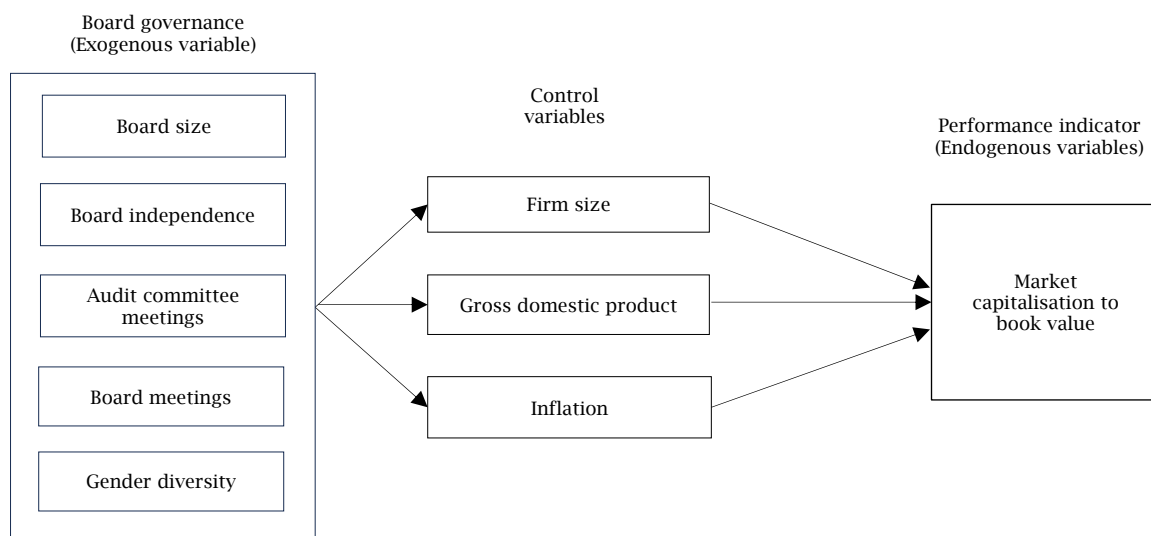 Board governance
(Exogenous variable)
Board size
Board independence
Audit committee
meetings
Board meetings
Gender diversity
Control
variables
Firm size
Gross domestic product
Inflation
Performance indicator
(Endogenous variables)
Market
capitalisation to
book value